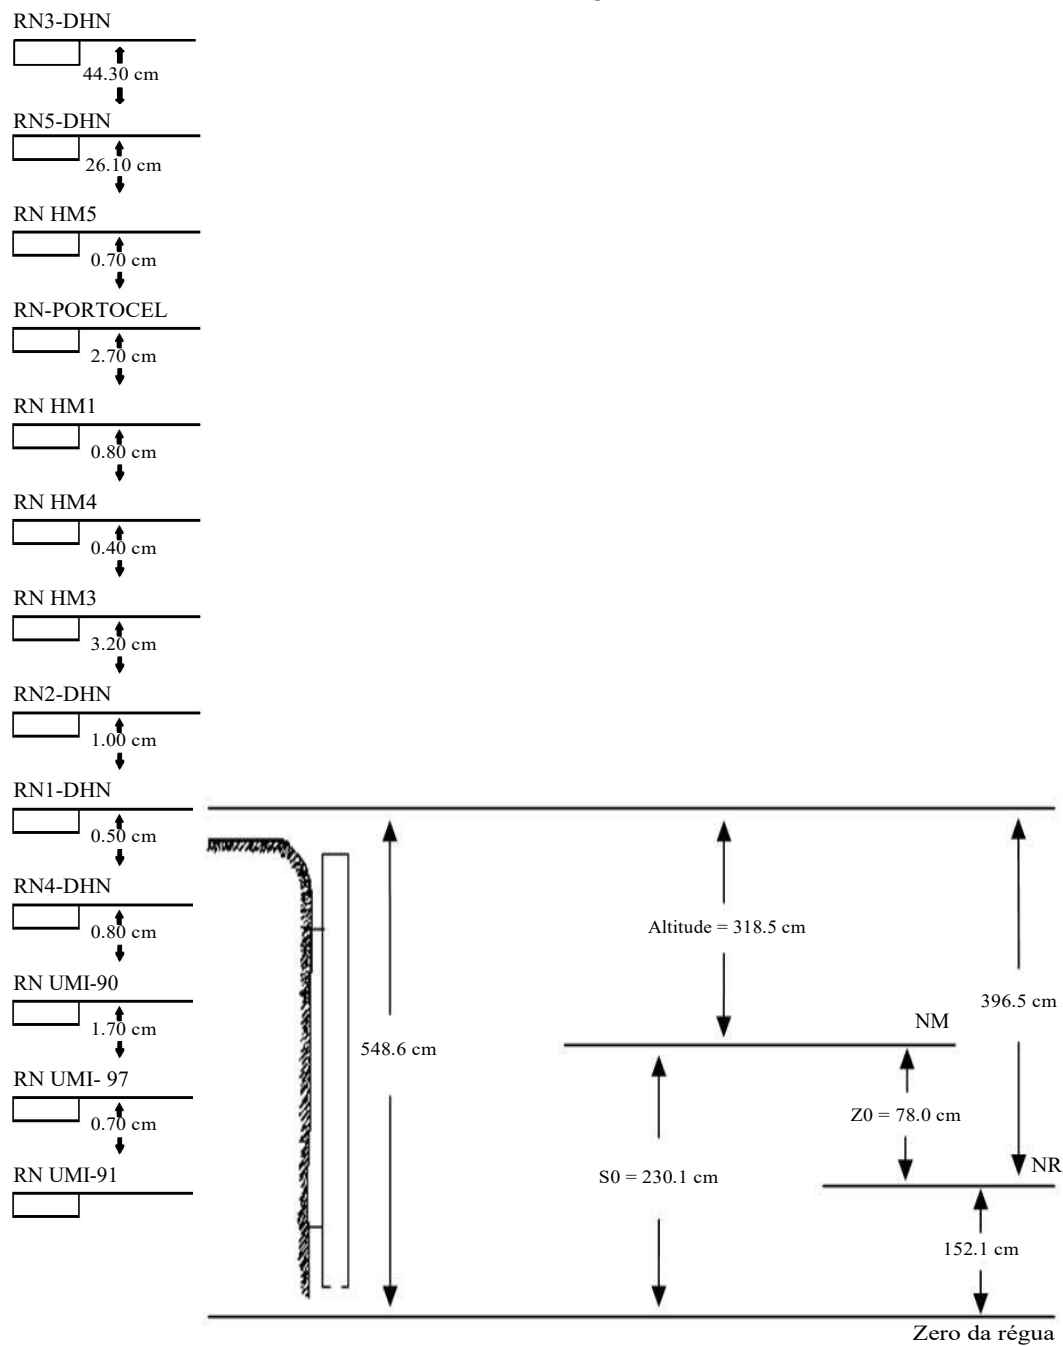 RN3-DHN
44.30 cm
RN5-DHN
26.10 cm
RN HM5
0.70 cm
RN-PORTOCEL
2.70 cm
RN HM1
0.80 cm
RN HM4
0.40 cm
RN HM3
3.20 cm
RN2-DHN
1.00 cm
RN1-DHN
0.50 cm
RN4-DHN
0.80 cm
RN UMI-90
1.70 cm
RN UMI- 97
0.70 cm
RN UMI-91
548.6 cm
Altitude = 318.5 cm
396.5 cm
NM
Z0 = 78.0 cm
S0 = 230.1 cm
NR
152.1 cm
Zero da régua